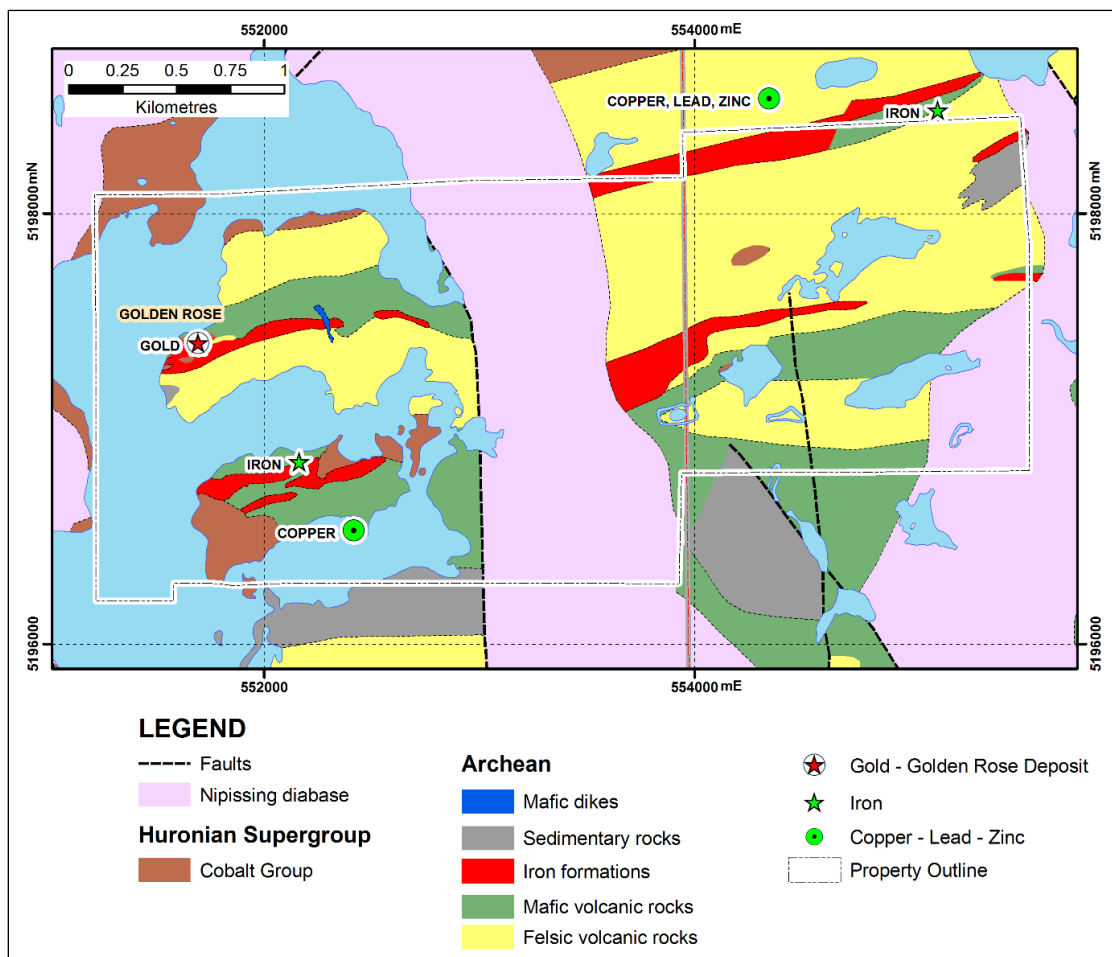 552000
554000 mE
0 0.25 0.5 0.75 1
Kilometres
COPPER, LEAD, ZINC
IRON
5198000
5198000 mN
GOLDEN ROSE
GOLD
IRON
COPPER
5196000
5196000
552000
554000 mE
LEGEND
Faults
Nipissing diabase
Huronian Supergroup
Cobalt Group
Archean
Mafic dikes
Sedimentary rocks
Iron formations
Mafic volcanic rocks
Felsic volcanic rocks
Gold - Golden Rose Deposit
Iron
Copper - Lead - Zinc
Property Outline